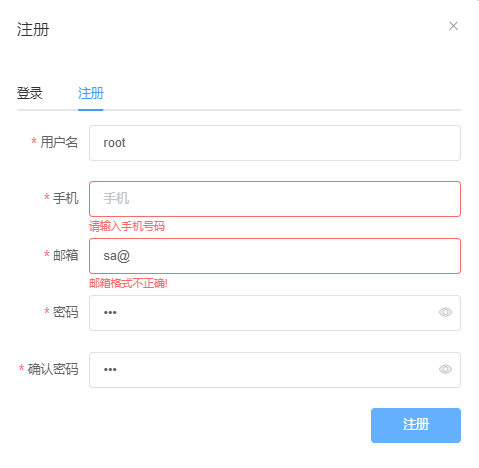 注册
登录 注册
* 用户名 root
* 手机 手机
请输入手机号码
* 邮箱 sa@
邮箱格式不正确!
* 密码 •••
* 确认密码 •••
注册